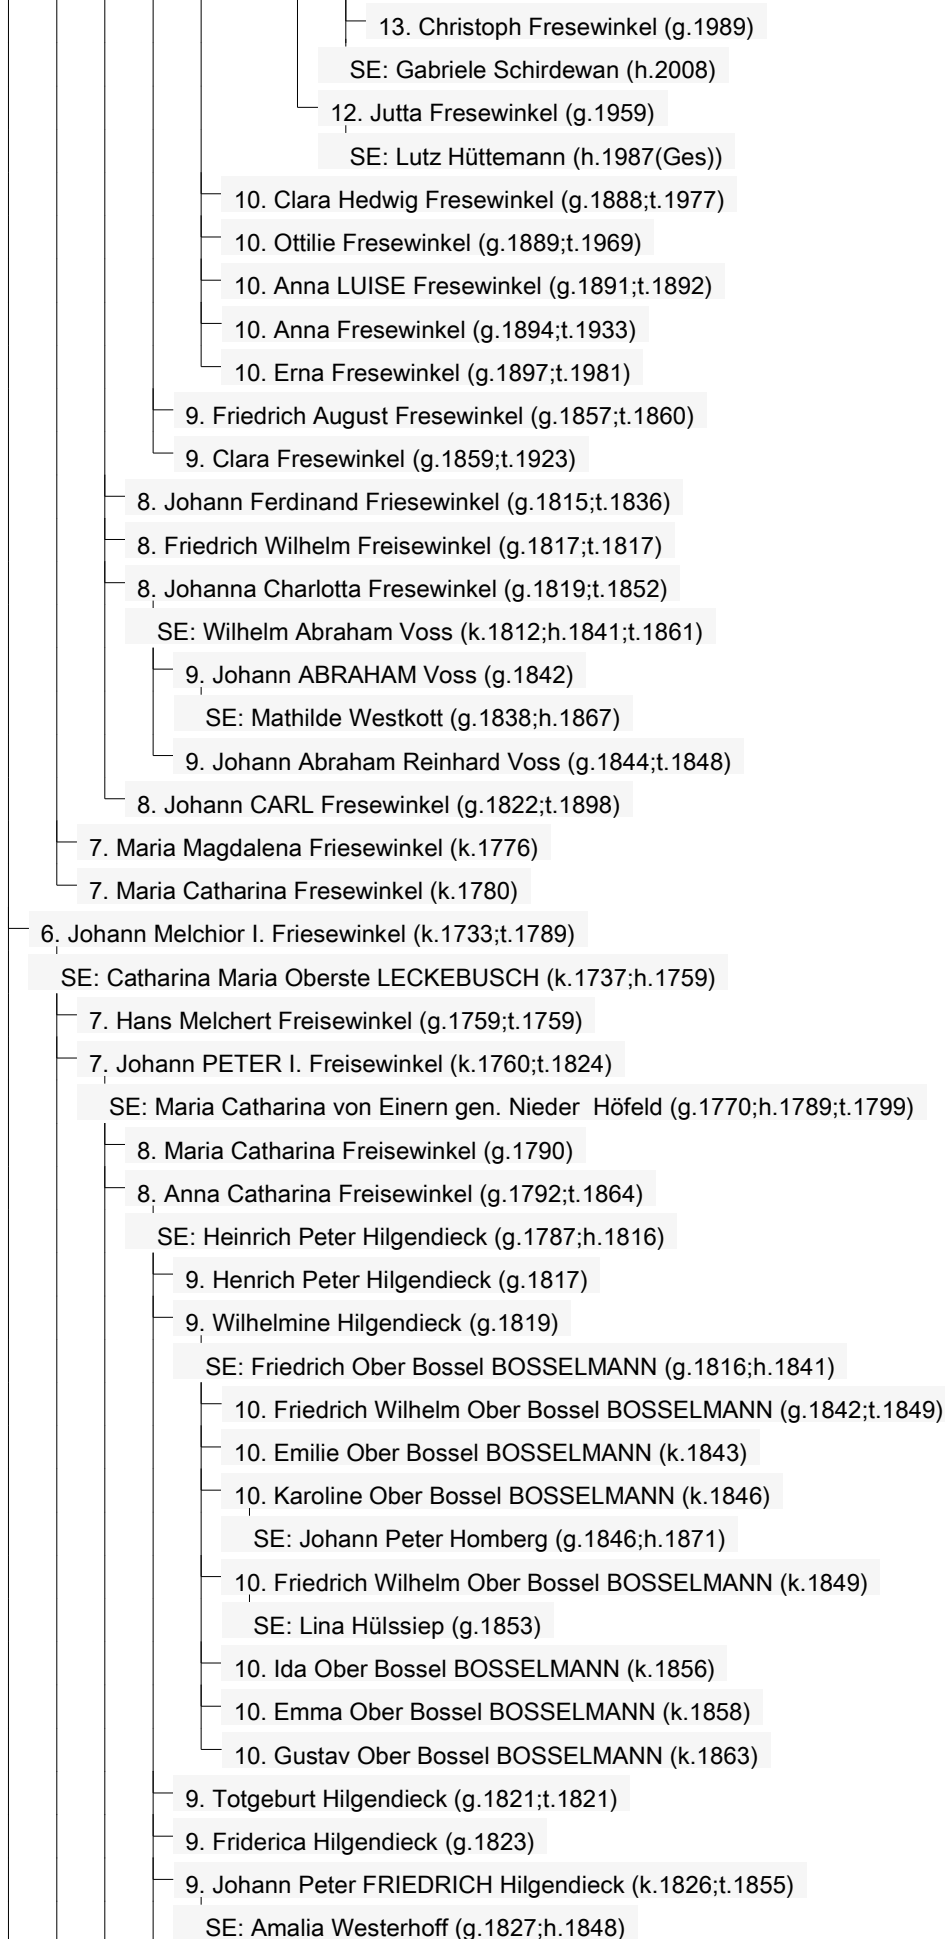 13. Christoph Fresewinkel (g.1989)
SE: Gabriele Schirdewan (h.2008)
12. Jutta Fresewinkel (g.1959)
SE: Lutz Hüttemann (h.1987(Ges))
10. Clara Hedwig Fresewinkel (g.1888;t.1977)
10. Ottilie Fresewinkel (g.1889;t.1969)
10. Anna LUISE Fresewinkel (g.1891;t.1892)
10. Anna Fresewinkel (g.1894;t.1933)
10. Erna Fresewinkel (g.1897;t.1981)
9. Friedrich August Fresewinkel (g.1857;t.1860)
9. Clara Fresewinkel (g.1859;t.1923)
8. Johann Ferdinand Friesewinkel (g.1815;t.1836)
8. Friedrich Wilhelm Freisewinkel (g.1817;t.1817)
8. Johanna Charlotta Fresewinkel (g.1819;t.1852)
SE: Wilhelm Abraham Voss (k.1812;h.1841;t.1861)
9. Johann ABRAHAM Voss (g.1842)
SE: Mathilde Westkott (g.1838;h.1867)
9. Johann Abraham Reinhard Voss (g.1844;t.1848)
8. Johann CARL Fresewinkel (g.1822;t.1898)
7. Maria Magdalena Friesewinkel (k.1776)
7. Maria Catharina Fresewinkel (k.1780)
6. Johann Melchior I. Friesewinkel (k.1733;t.1789)
SE: Catharina Maria Oberste LECKEBUSCH (k.1737;h.1759)
7. Hans Melchert Freisewinkel (g.1759;t.1759)
7. Johann PETER I. Freisewinkel (k.1760;t.1824)
SE: Maria Catharina von Einern gen. Nieder  Höfeld (g.1770;h.1789;t.1799)
8. Maria Catharina Freisewinkel (g.1790)
8. Anna Catharina Freisewinkel (g.1792;t.1864)
SE: Heinrich Peter Hilgendieck (g.1787;h.1816)
9. Henrich Peter Hilgendieck (g.1817)
9. Wilhelmine Hilgendieck (g.1819)
SE: Friedrich Ober Bossel BOSSELMANN (g.1816;h.1841)
10. Friedrich Wilhelm Ober Bossel BOSSELMANN (g.1842;t.1849)
10. Emilie Ober Bossel BOSSELMANN (k.1843)
10. Karoline Ober Bossel BOSSELMANN (k.1846)
SE: Johann Peter Homberg (g.1846;h.1871)
10. Friedrich Wilhelm Ober Bossel BOSSELMANN (k.1849)
SE: Lina Hülssiep (g.1853)
10. Ida Ober Bossel BOSSELMANN (k.1856)
10. Emma Ober Bossel BOSSELMANN (k.1858)
10. Gustav Ober Bossel BOSSELMANN (k.1863)
9. Totgeburt Hilgendieck (g.1821;t.1821)
9. Friderica Hilgendieck (g.1823)
9. Johann Peter FRIEDRICH Hilgendieck (k.1826;t.1855)
SE: Amalia Westerhoff (g.1827;h.1848)